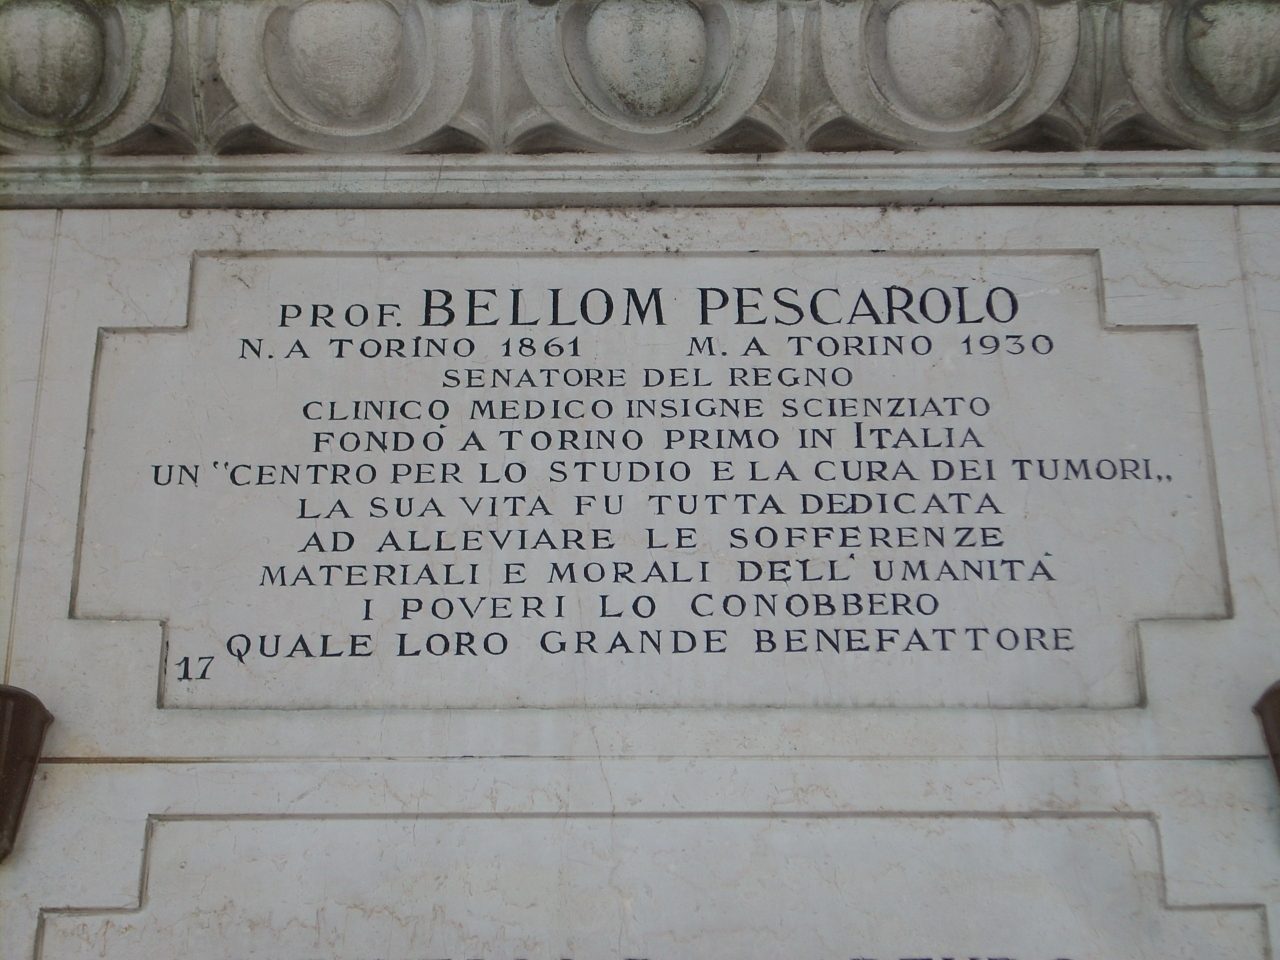 PROF. BELLOM PESCAROLO
N. A TORINO 1861 M. A TORINO 1930
SENATORE DEL REGNO
CLINICO MEDICO INSIGNE SCIENZIATO
FONDÒ A TORINO PRIMO IN ITALIA
UN "CENTRO PER LO STUDIO E LA CURA DEI TUMORI„
LA SUA VITA FU TUTTA DEDICATA
AD ALLEVIARE LE SOFFERENZE
MATERIALI E MORALI DELL'UMANITÀ
I POVERI LO CONOBBERO
QUALE LORO GRANDE BENEFATTORE
17